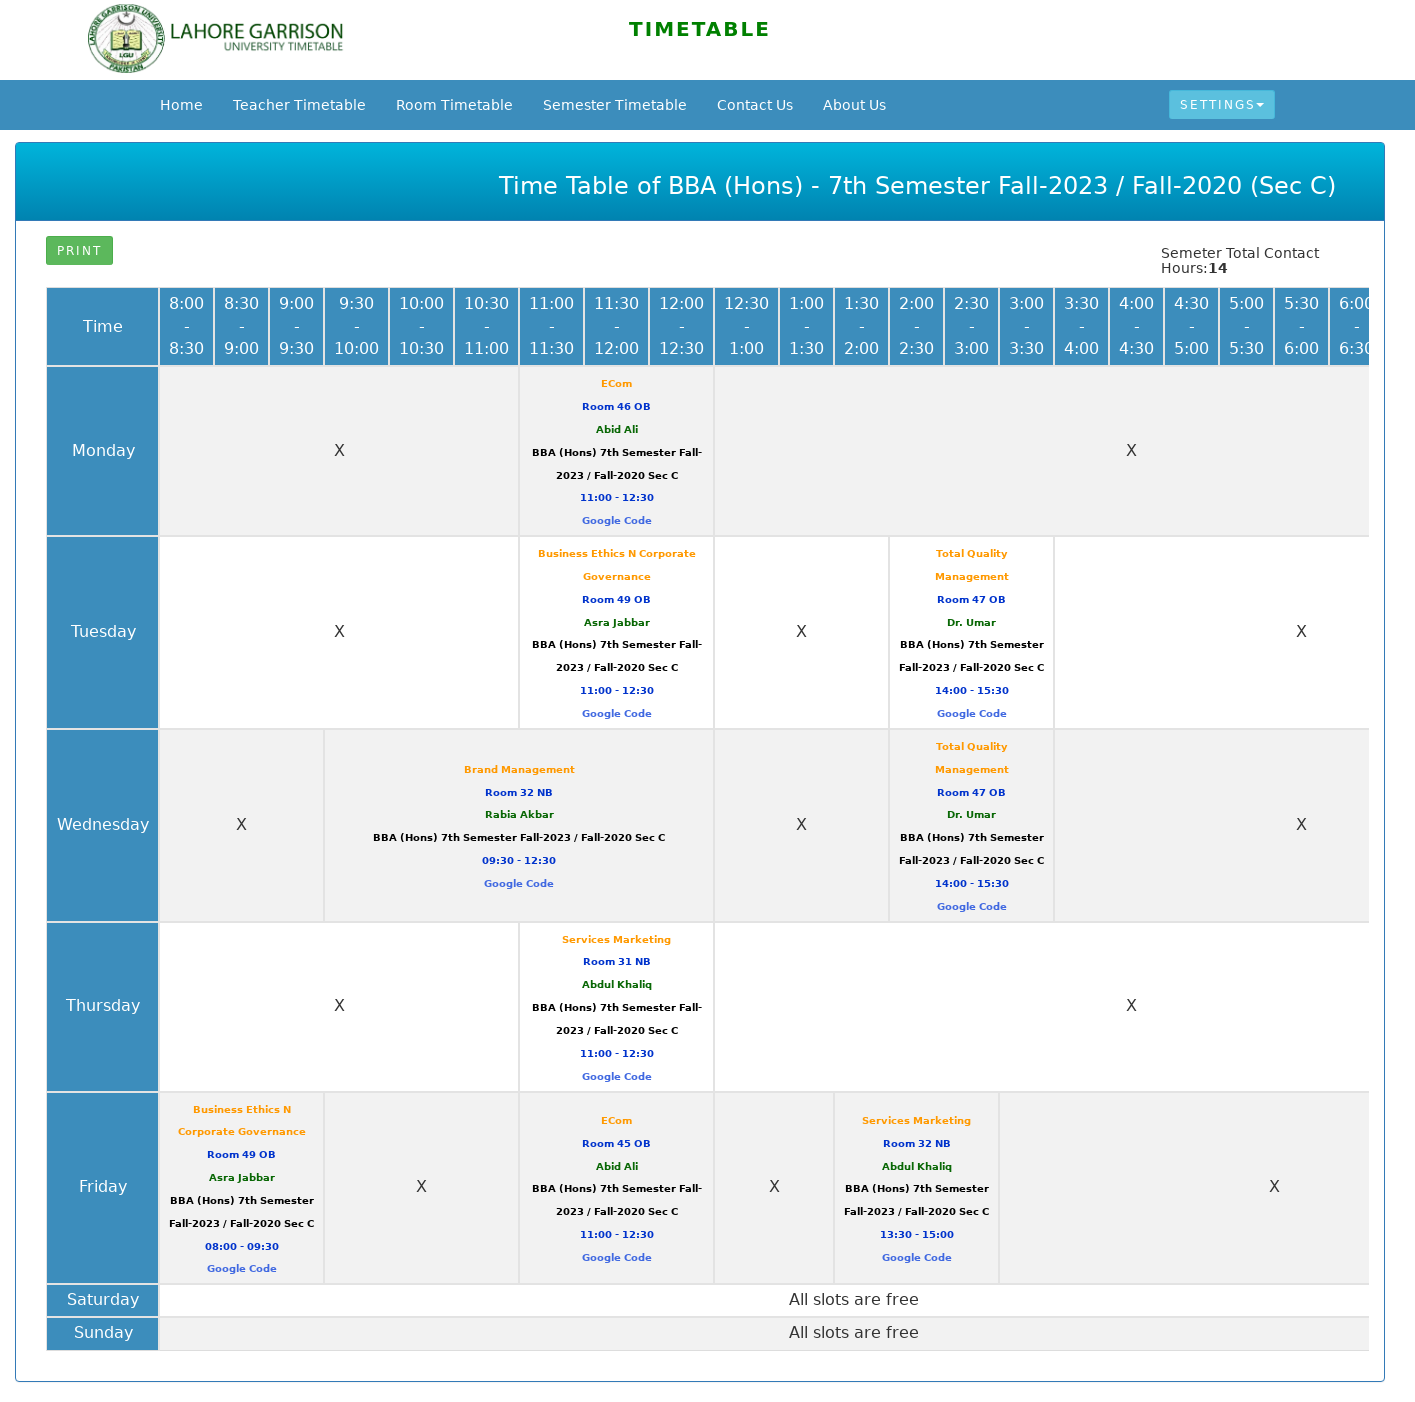 LAHORE GARRISON
UNIVERSITY TIMETABLE
LAHORE GARRISON UNIVERSITY
LGU
PAKISTAN
TIMETABLE
Home Teacher Timetable Room Timetable Semester Timetable Contact Us About Us SETTINGS
Time Table of BBA (Hons) - 7th Semester Fall-2023 / Fall-2020 (Sec C)
PRINT
Semeter Total Contact
Hours:14
Time
8:00 - 8:30
8:30 - 9:00
9:00 - 9:30
9:30 - 10:00
10:00 - 10:30
10:30 - 11:00
11:00 - 11:30
11:30 - 12:00
12:00 - 12:30
12:30 - 1:00
1:00 - 1:30
1:30 - 2:00
2:00 - 2:30
2:30 - 3:00
3:00 - 3:30
3:30 - 4:00
4:00 - 4:30
4:30 - 5:00
5:00 - 5:30
5:30 - 6:00
6:00 - 6:30
Monday
X
ECom
Room 46 OB
Abid Ali
BBA (Hons) 7th Semester Fall-
2023 / Fall-2020 Sec C
11:00 - 12:30
Google Code
X
Tuesday
X
Business Ethics N Corporate
Governance
Room 49 OB
Asra Jabbar
BBA (Hons) 7th Semester Fall-
2023 / Fall-2020 Sec C
11:00 - 12:30
Google Code
X
Total Quality
Management
Room 47 OB
Dr. Umar
BBA (Hons) 7th Semester
Fall-2023 / Fall-2020 Sec C
14:00 - 15:30
Google Code
X
Wednesday
X
Brand Management
Room 32 NB
Rabia Akbar
BBA (Hons) 7th Semester Fall-2023 / Fall-2020 Sec C
09:30 - 12:30
Google Code
X
Total Quality
Management
Room 47 OB
Dr. Umar
BBA (Hons) 7th Semester
Fall-2023 / Fall-2020 Sec C
14:00 - 15:30
Google Code
X
Thursday
X
Services Marketing
Room 31 NB
Abdul Khaliq
BBA (Hons) 7th Semester Fall-
2023 / Fall-2020 Sec C
11:00 - 12:30
Google Code
X
Friday
Business Ethics N
Corporate Governance
Room 49 OB
Asra Jabbar
BBA (Hons) 7th Semester
Fall-2023 / Fall-2020 Sec C
08:00 - 09:30
Google Code
X
ECom
Room 45 OB
Abid Ali
BBA (Hons) 7th Semester Fall-
2023 / Fall-2020 Sec C
11:00 - 12:30
Google Code
X
Services Marketing
Room 32 NB
Abdul Khaliq
BBA (Hons) 7th Semester
Fall-2023 / Fall-2020 Sec C
13:30 - 15:00
Google Code
X
Saturday
All slots are free
Sunday
All slots are free